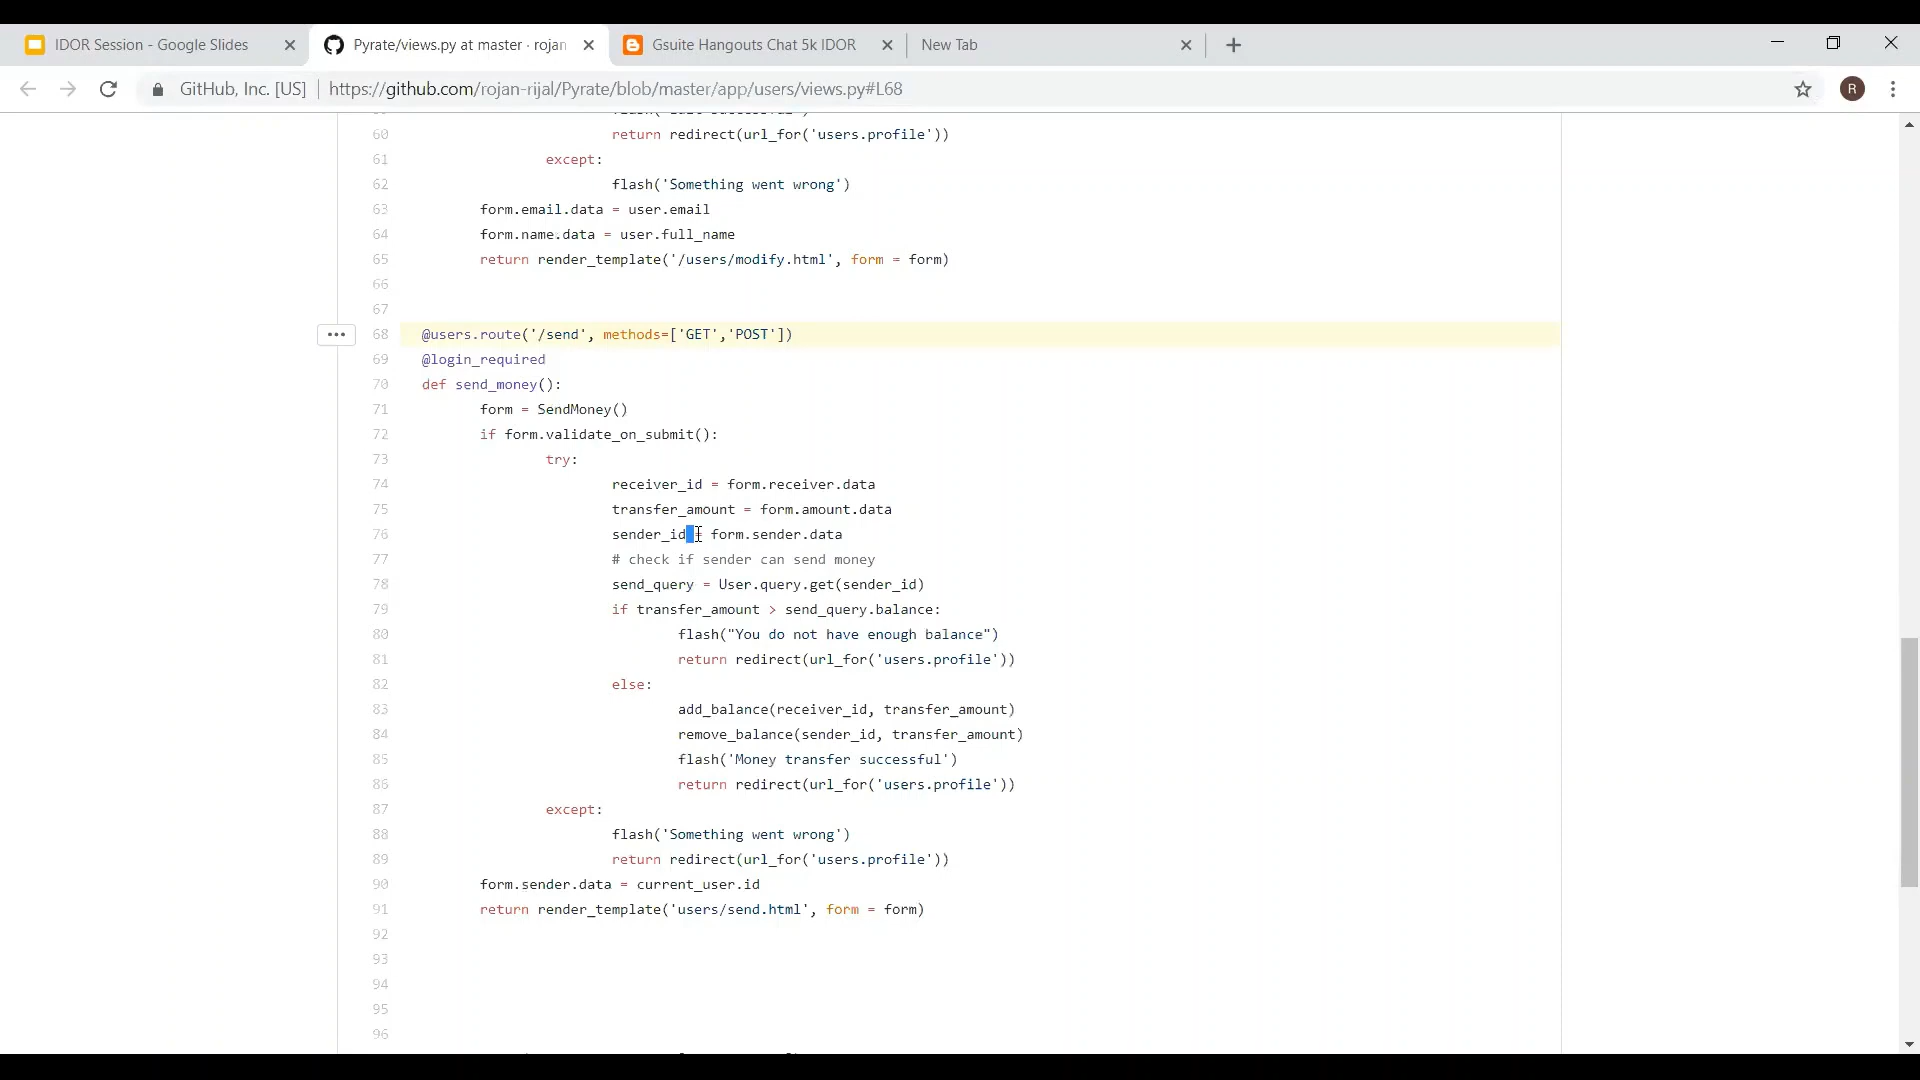 IDOR Session - Google Slides
Pyrate/views.py at master · rojan
Gsuite Hangouts Chat 5k IDOR
New Tab
GitHub, Inc. [US]
https://github.com/rojan-rijal/Pyrate/blob/master/app/users/views.py#L68
R
60 return redirect(url_for('users.profile'))
61 except:
62 flash('Something went wrong')
63 form.email.data = user.email
64 form.name.data = user.full_name
65 return render_template('/users/modify.html', form = form)
66
67
68 @users.route('/send', methods=['GET','POST'])
69 @login_required
70 def send_money():
71 form = SendMoney()
72 if form.validate_on_submit():
73 try:
74 receiver_id = form.receiver.data
75 transfer_amount = form.amount.data
76 sender_id = form.sender.data
77 # check if sender can send money
78 send_query = User.query.get(sender_id)
79 if transfer_amount > send_query.balance:
80 flash("You do not have enough balance")
81 return redirect(url_for('users.profile'))
82 else:
83 add_balance(receiver_id, transfer_amount)
84 remove_balance(sender_id, transfer_amount)
85 flash('Money transfer successful')
86 return redirect(url_for('users.profile'))
87 except:
88 flash('Something went wrong')
89 return redirect(url_for('users.profile'))
90 form.sender.data = current_user.id
91 return render_template('users/send.html', form = form)
92
93
94
95
96